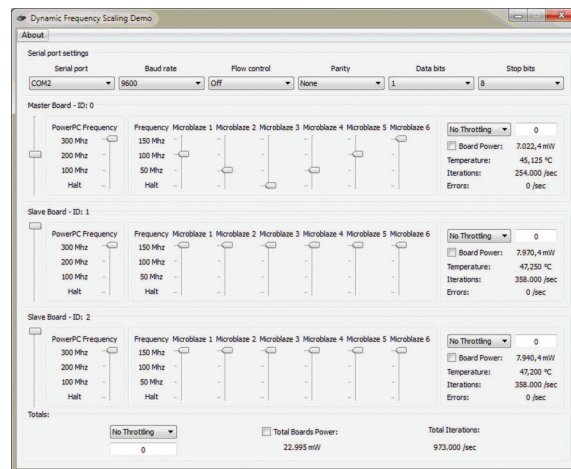 Dynamic Frequency Scaling Demo
About
Serial port settings
Serial port Baud rate Flow control Parity Data bits Stop bits
COM2 9600 Off None 1 8
Master Board - ID: 0
PowerPC Frequency Frequency Microblaze 1 Microblaze 2 Microblaze 3 Microblaze 4 Microblaze 5 Microblaze 6 No Throttling 0
300 Mhz 150 Mhz Board Power: 7.022,4 mW
200 Mhz 100 Mhz Temperature: 45,125 °C
100 Mhz 50 Mhz Iterations: 254.000 /sec
Halt Halt Errors: 0 /sec
Slave Board - ID: 1
PowerPC Frequency Frequency Microblaze 1 Microblaze 2 Microblaze 3 Microblaze 4 Microblaze 5 Microblaze 6 No Throttling 0
300 Mhz 150 Mhz Board Power: 7.970,4 mW
200 Mhz 100 Mhz Temperature: 47,250 °C
100 Mhz 50 Mhz Iterations: 358.000 /sec
Halt Halt Errors: 0 /sec
Slave Board - ID: 2
PowerPC Frequency Frequency Microblaze 1 Microblaze 2 Microblaze 3 Microblaze 4 Microblaze 5 Microblaze 6 No Throttling 0
300 Mhz 150 Mhz Board Power: 7.940,4 mW
200 Mhz 100 Mhz Temperature: 47,200 °C
100 Mhz 50 Mhz Iterations: 358.000 /sec
Halt Halt Errors: 0 /sec
Totals:
No Throttling Total Boards Power: Total Iterations:
0 22.995 mW 973.000 /sec